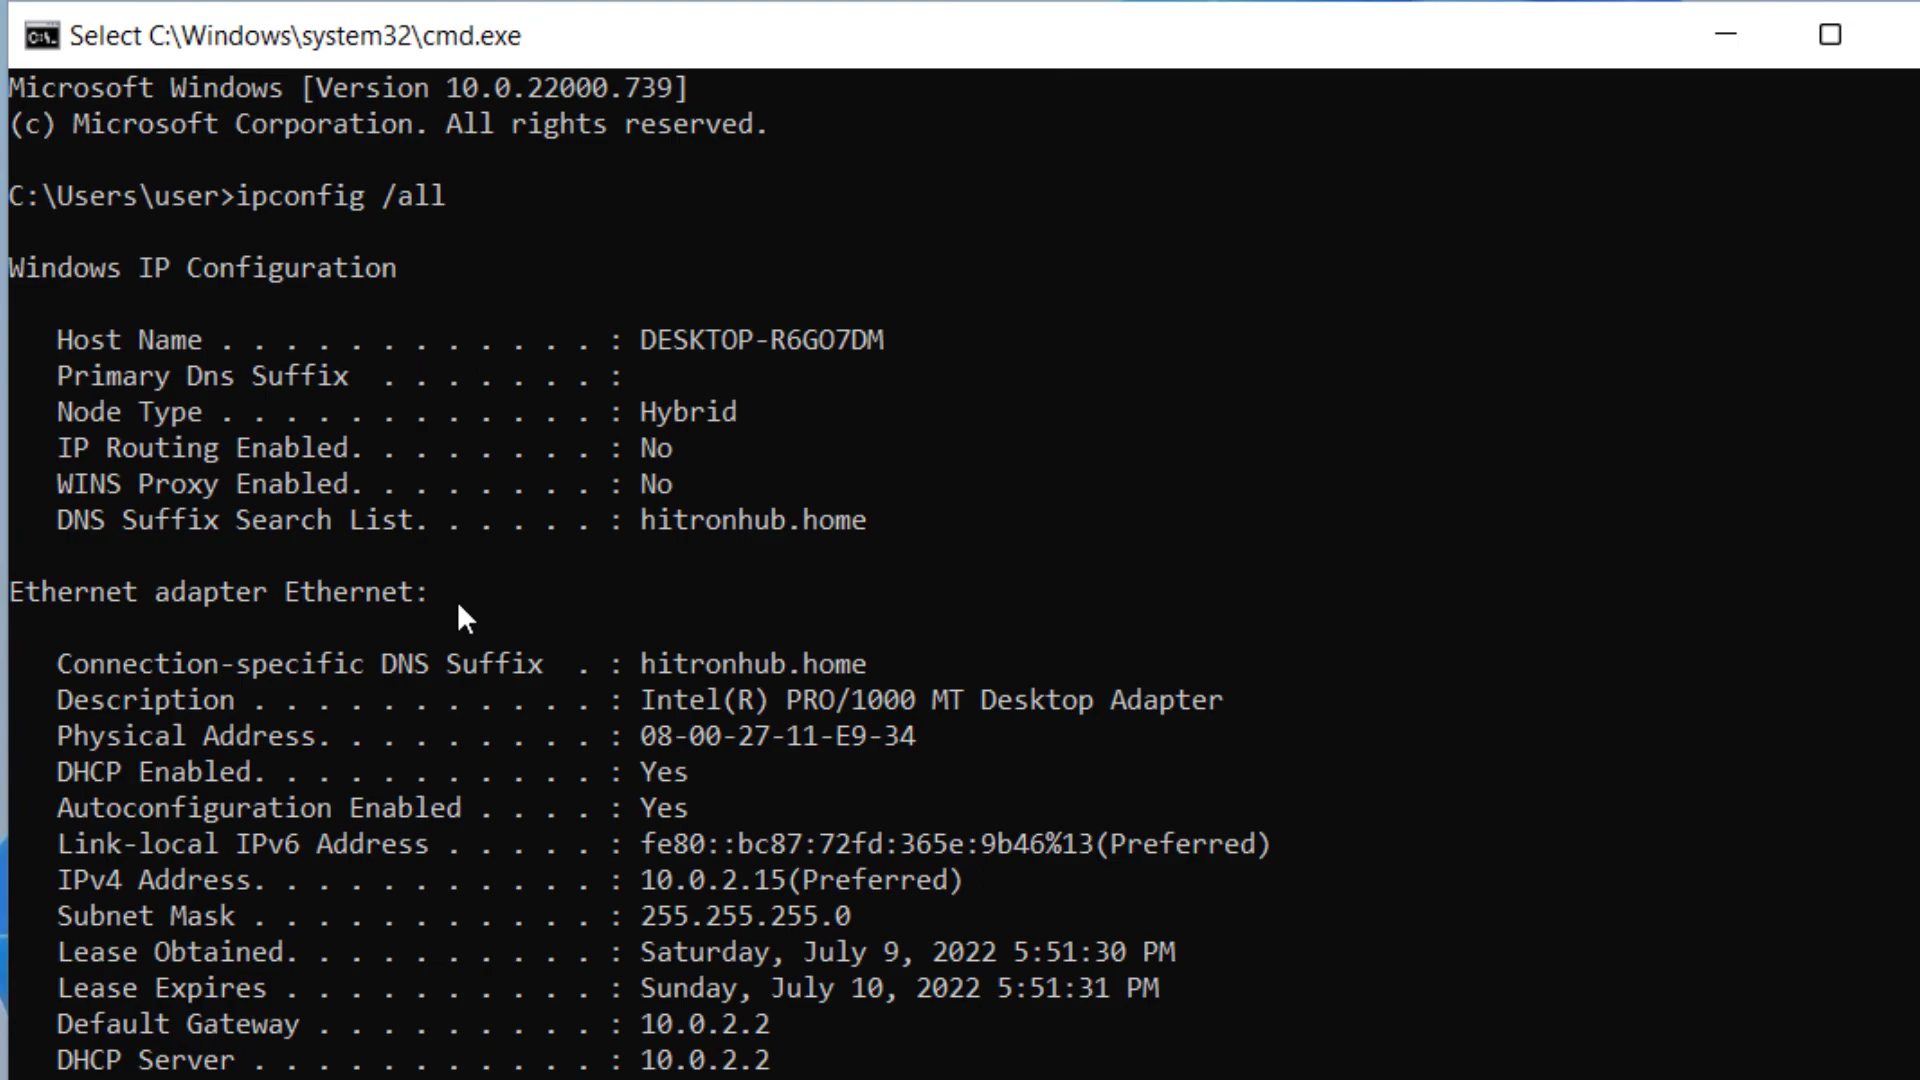 Select C:\Windows\system32\cmd.exe
Microsoft Windows [Version 10.0.22000.739]
(c) Microsoft Corporation. All rights reserved.
C:\Users\user>ipconfig /all
Windows IP Configuration
Host Name . . . . . . . . . . . . : DESKTOP-R6GO7DM
Primary Dns Suffix  . . . . . . . :
Node Type . . . . . . . . . . . . : Hybrid
IP Routing Enabled. . . . . . . . : No
WINS Proxy Enabled. . . . . . . . : No
DNS Suffix Search List. . . . . . : hitronhub.home
Ethernet adapter Ethernet:
Connection-specific DNS Suffix  . : hitronhub.home
Description . . . . . . . . . . . : Intel(R) PRO/1000 MT Desktop Adapter
Physical Address. . . . . . . . . : 08-00-27-11-E9-34
DHCP Enabled. . . . . . . . . . . : Yes
Autoconfiguration Enabled . . . . : Yes
Link-local IPv6 Address . . . . . : fe80::bc87:72fd:365e:9b46%13(Preferred)
IPv4 Address. . . . . . . . . . . : 10.0.2.15(Preferred)
Subnet Mask . . . . . . . . . . . : 255.255.255.0
Lease Obtained. . . . . . . . . . : Saturday, July 9, 2022 5:51:30 PM
Lease Expires . . . . . . . . . . : Sunday, July 10, 2022 5:51:31 PM
Default Gateway . . . . . . . . . : 10.0.2.2
DHCP Server . . . . . . . . . . . : 10.0.2.2